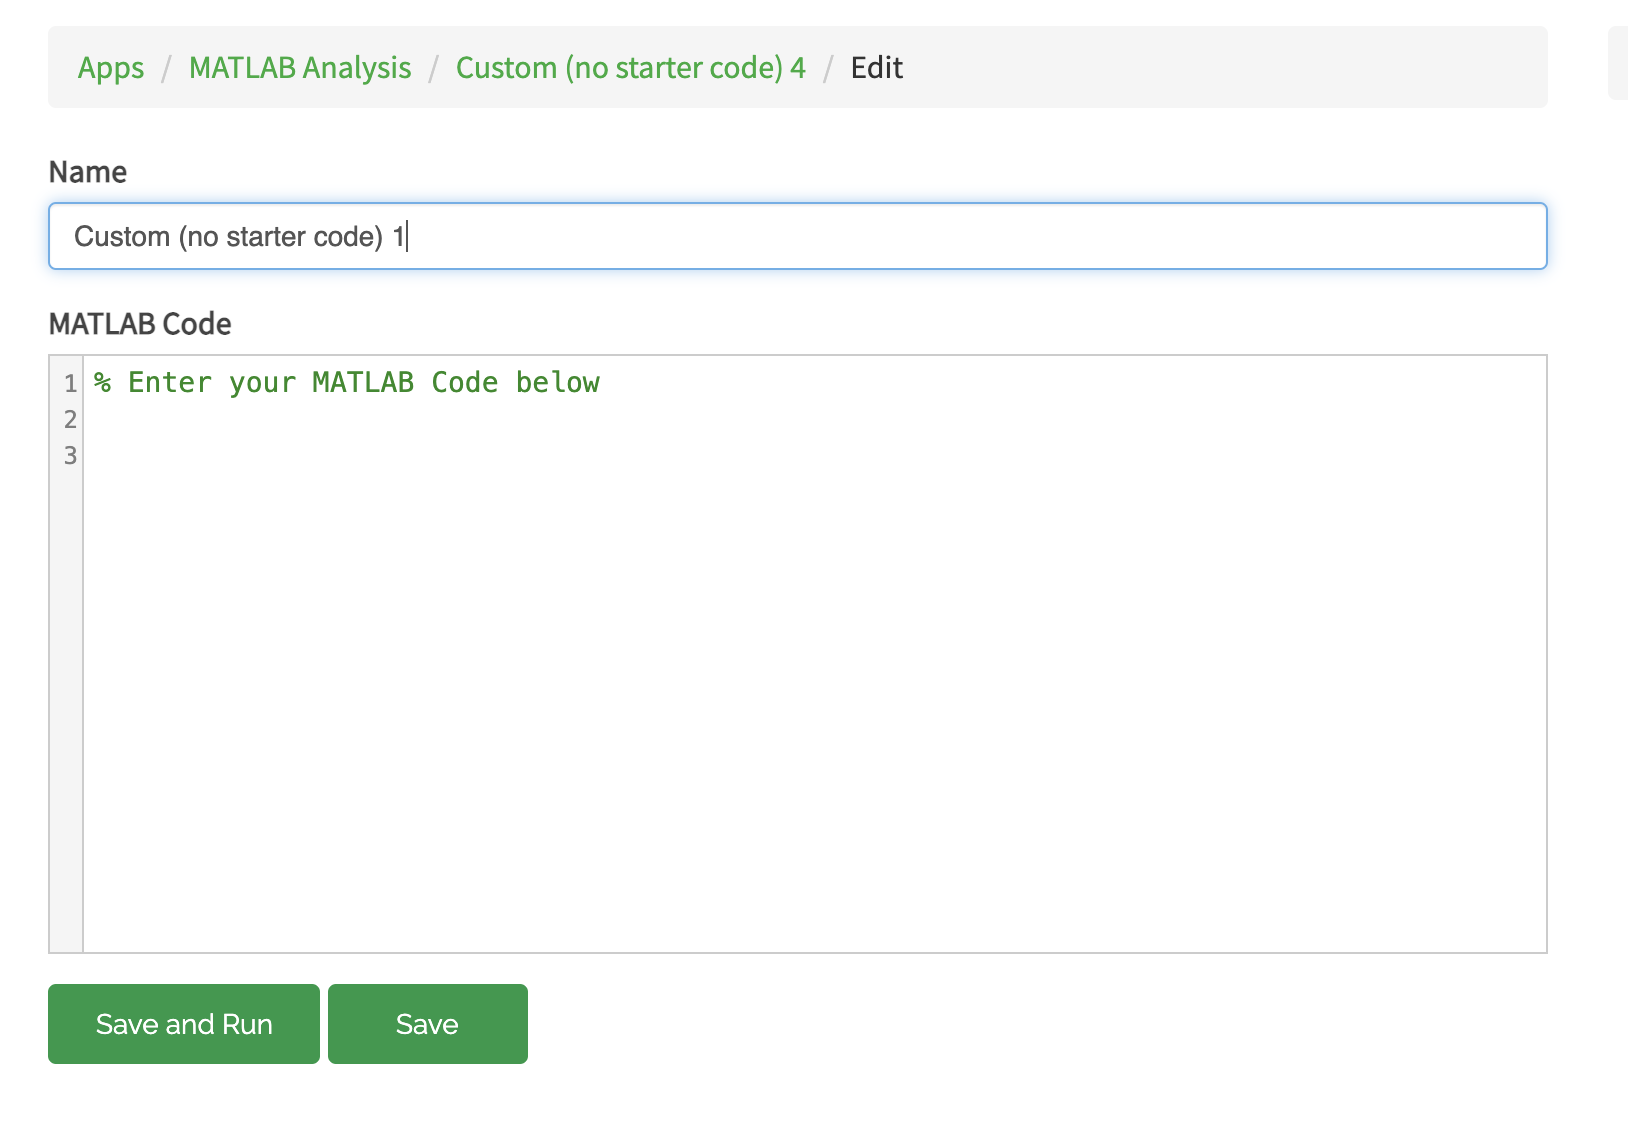 Apps / MATLAB Analysis / Custom (no starter code) 4 / Edit
Name
Custom (no starter code) 1
MATLAB Code
1 % Enter your MATLAB Code below
2
3
Save and Run Save